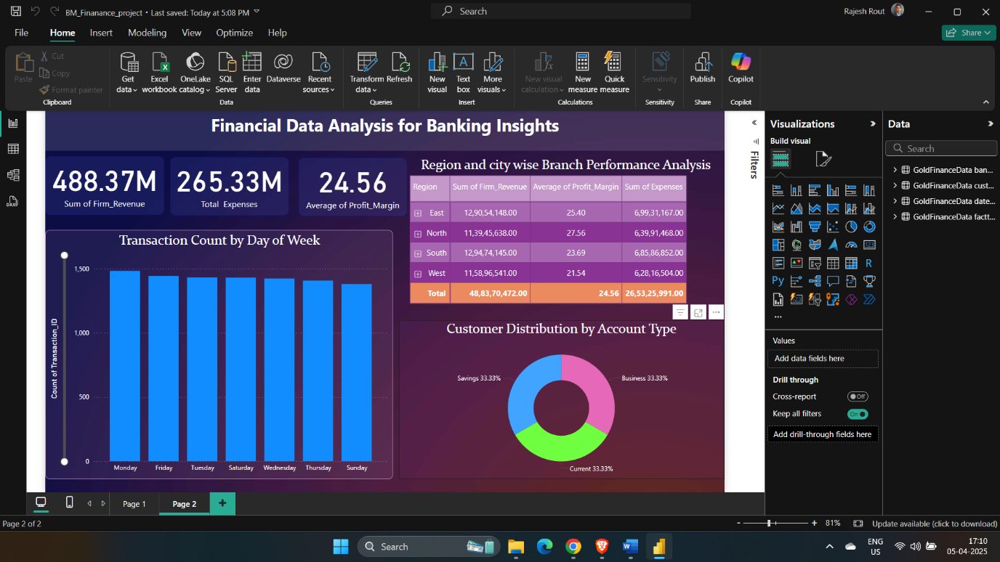 BM_Finanance_project • Last saved: Today at 5:08 PM
Search
Rajesh Rout
File Home Insert Modeling View Optimize Help
Share
Paste
Cut
Copy
Format painter
Clipboard
Get data
Excel workbook
OneLake catalog
SQL Server
Enter data
Dataverse
Recent sources
Data
Transform data
Refresh
Queries
New visual
Text box
More visuals
Insert
New visual calculation
New measure
Quick measure
Calculations
Sensitivity
Sensitivity
Publish
Share
Copilot
Copilot
Financial Data Analysis for Banking Insights
488.37M
Sum of Firm_Revenue
265.33M
Total Expenses
24.56
Average of Profit_Margin
Region and city wise Branch Performance Analysis
Region Sum of Firm_Revenue Average of Profit_Margin Sum of Expenses
East 12,90,54,148.00 25.40 6,99,31,167.00
North 11,39,45,638.00 27.56 6,39,91,468.00
South 12,94,74,145.00 23.69 6,85,86,852.00
West 11,58,96,541.00 21.54 6,28,16,504.00
Total 48,83,70,472.00 24.56 26,53,25,991.00
Transaction Count by Day of Week
Count of Transaction_ID
1,500
1,000
500
0
Monday Friday Tuesday Saturday Wednesday Thursday Sunday
Customer Distribution by Account Type
Savings 33.33%
Business 33.33%
Current 33.33%
Filters
Visualizations
Build visual
R
Py
123
123
Values
Add data fields here
Drill through
Cross-report
Off
Keep all filters
On
Add drill-through fields here
Data
Search
GoldFinanceData ban...
GoldFinanceData cust...
GoldFinanceData date...
GoldFinanceData factt...
Page 1
Page 2
Page 2 of 2
- + 81%
Update available (click to download)
Search
ENG
US
17:10
05-04-2025